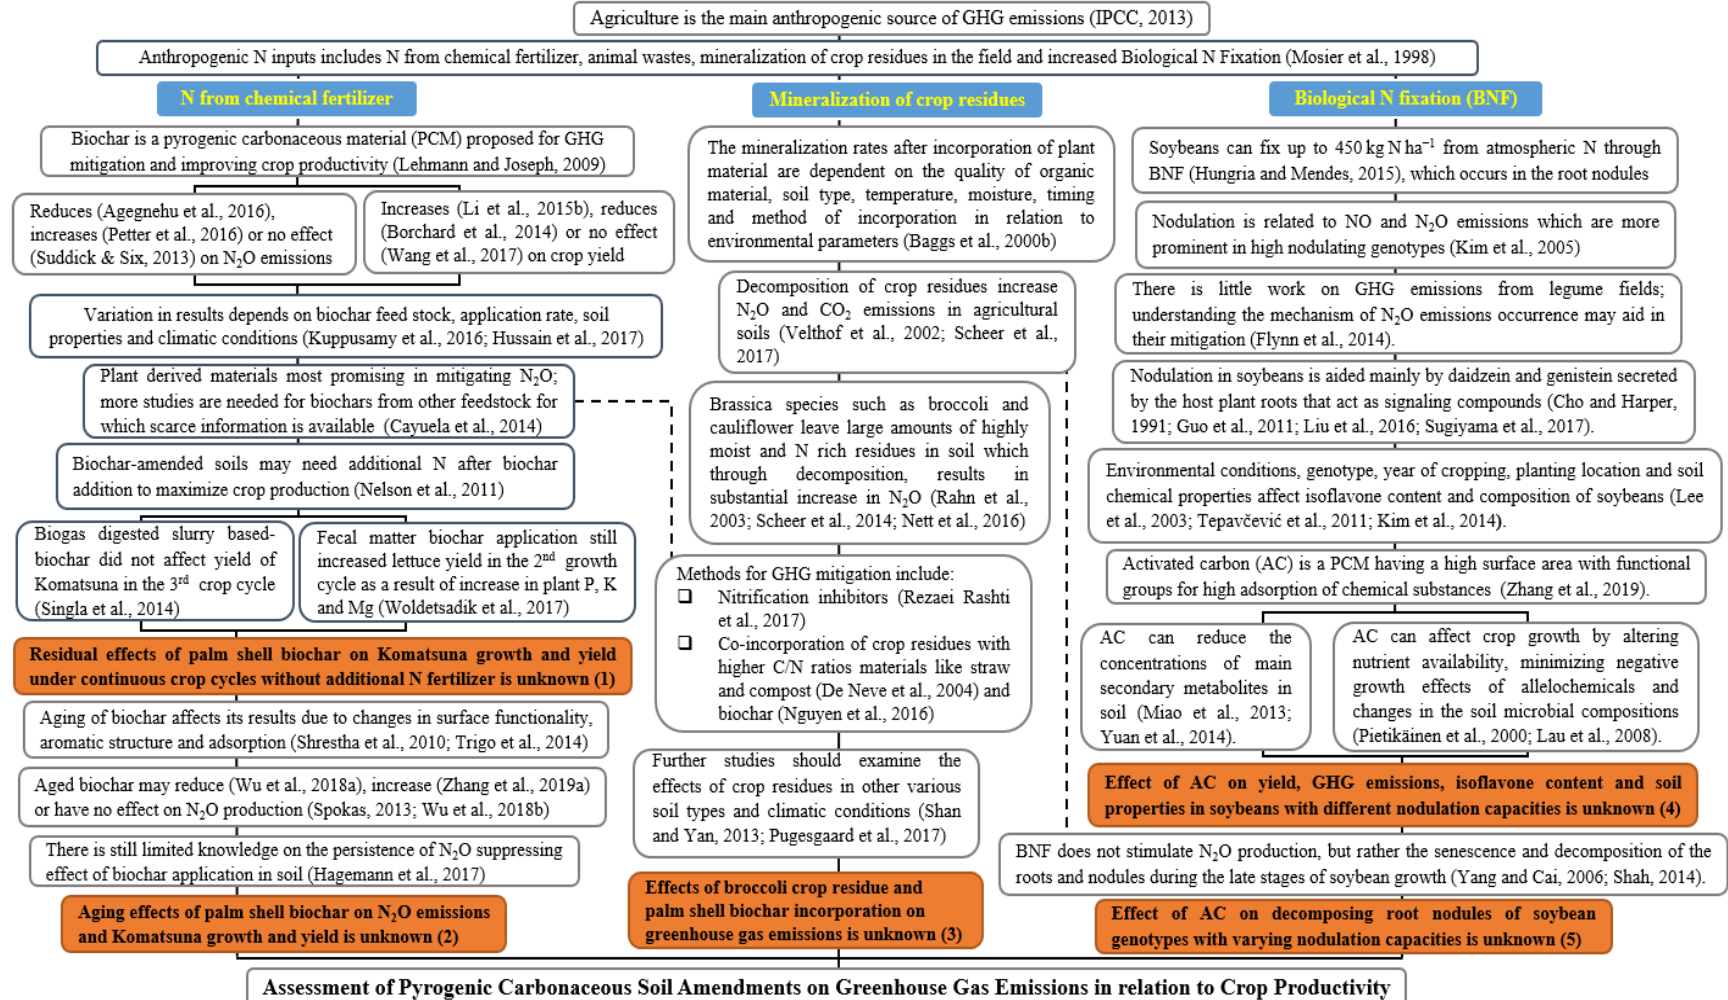 Agriculture is the main anthropogenic source of GHG emissions (IPCC, 2013)
Anthropogenic N inputs includes N from chemical fertilizer, animal wastes, mineralization of crop residues in the field and increased Biological N Fixation (Mosier et al., 1998)
N from chemical fertilizer
Biochar is a pyrogenic carbonaceous material (PCM) proposed for GHG
mitigation and improving crop productivity (Lehmann and Joseph, 2009)
Reduces (Agegnehu et al., 2016),
increases (Petter et al., 2016) or no effect
(Suddick & Six, 2013) on N₂O emissions
Increases (Li et al., 2015b), reduces
(Borchard et al., 2014) or no effect
(Wang et al., 2017) on crop yield
Variation in results depends on biochar feed stock, application rate, soil
properties and climatic conditions (Kuppusamy et al., 2016; Hussain et al., 2017)
Plant derived materials most promising in mitigating N₂O;
more studies are needed for biochars from other feedstock for
which scarce information is available (Cayuela et al., 2014)
Biochar-amended soils may need additional N after biochar
addition to maximize crop production (Nelson et al., 2011)
Biogas digested slurry based-
biochar did not affect yield of
Komatsuna in the 3rd crop cycle
(Singla et al., 2014)
Fecal matter biochar application still
increased lettuce yield in the 2nd growth
cycle as a result of increase in plant P, K
and Mg (Woldetsadik et al., 2017)
Residual effects of palm shell biochar on Komatsuna growth and yield
under continuous crop cycles without additional N fertilizer is unknown (1)
Aging of biochar affects its results due to changes in surface functionality,
aromatic structure and adsorption (Shrestha et al., 2010; Trigo et al., 2014)
Aged biochar may reduce (Wu et al., 2018a), increase (Zhang et al., 2019a)
or have no effect on N₂O production (Spokas, 2013; Wu et al., 2018b)
There is still limited knowledge on the persistence of N₂O suppressing
effect of biochar application in soil (Hagemann et al., 2017)
Aging effects of palm shell biochar on N₂O emissions
and Komatsuna growth and yield is unknown (2)
Mineralization of crop residues
The mineralization rates after incorporation of plant
material are dependent on the quality of organic
material, soil type, temperature, moisture, timing
and method of incorporation in relation to
environmental parameters (Baggs et al., 2000b)
Decomposition of crop residues increase
N₂O and CO₂ emissions in agricultural
soils (Velthof et al., 2002; Scheer et al.,
2017)
Brassica species such as broccoli and
cauliflower leave large amounts of highly
moist and N rich residues in soil which
through decomposition, results in
substantial increase in N₂O (Rahn et al.,
2003; Scheer et al., 2014; Nett et al., 2016)
Methods for GHG mitigation include:
❑ Nitrification inhibitors (Rezaei Rashti
et al., 2017)
❑ Co-incorporation of crop residues with
higher C/N ratios materials like straw
and compost (De Neve et al., 2004) and
biochar (Nguyen et al., 2016)
Further studies should examine the
effects of crop residues in other various
soil types and climatic conditions (Shan
and Yan, 2013; Pugesgaard et al., 2017)
Effects of broccoli crop residue and
palm shell biochar incorporation on
greenhouse gas emissions is unknown (3)
Biological N fixation (BNF)
Soybeans can fix up to 450 kg N ha⁻¹ from atmospheric N through
BNF (Hungria and Mendes, 2015), which occurs in the root nodules
Nodulation is related to NO and N₂O emissions which are more
prominent in high nodulating genotypes (Kim et al., 2005)
There is little work on GHG emissions from legume fields;
understanding the mechanism of N₂O emissions occurrence may aid in
their mitigation (Flynn et al., 2014).
Nodulation in soybeans is aided mainly by daidzein and genistein secreted
by the host plant roots that act as signaling compounds (Cho and Harper,
1991; Guo et al., 2011; Liu et al., 2016; Sugiyama et al., 2017).
Environmental conditions, genotype, year of cropping, planting location and soil
chemical properties affect isoflavone content and composition of soybeans (Lee
et al., 2003; Tepavčević et al., 2011; Kim et al., 2014).
Activated carbon (AC) is a PCM having a high surface area with functional
groups for high adsorption of chemical substances (Zhang et al., 2019).
AC can reduce the
concentrations of main
secondary metabolites in
soil (Miao et al., 2013;
Yuan et al., 2014).
AC can affect crop growth by altering
nutrient availability, minimizing negative
growth effects of allelochemicals and
changes in the soil microbial compositions
(Pietikäinen et al., 2000; Lau et al., 2008).
Effect of AC on yield, GHG emissions, isoflavone content and soil
properties in soybeans with different nodulation capacities is unknown (4)
BNF does not stimulate N₂O production, but rather the senescence and decomposition of the
roots and nodules during the late stages of soybean growth (Yang and Cai, 2006; Shah, 2014).
Effect of AC on decomposing root nodules of soybean
genotypes with varying nodulation capacities is unknown (5)
Assessment of Pyrogenic Carbonaceous Soil Amendments on Greenhouse Gas Emissions in relation to Crop Productivity